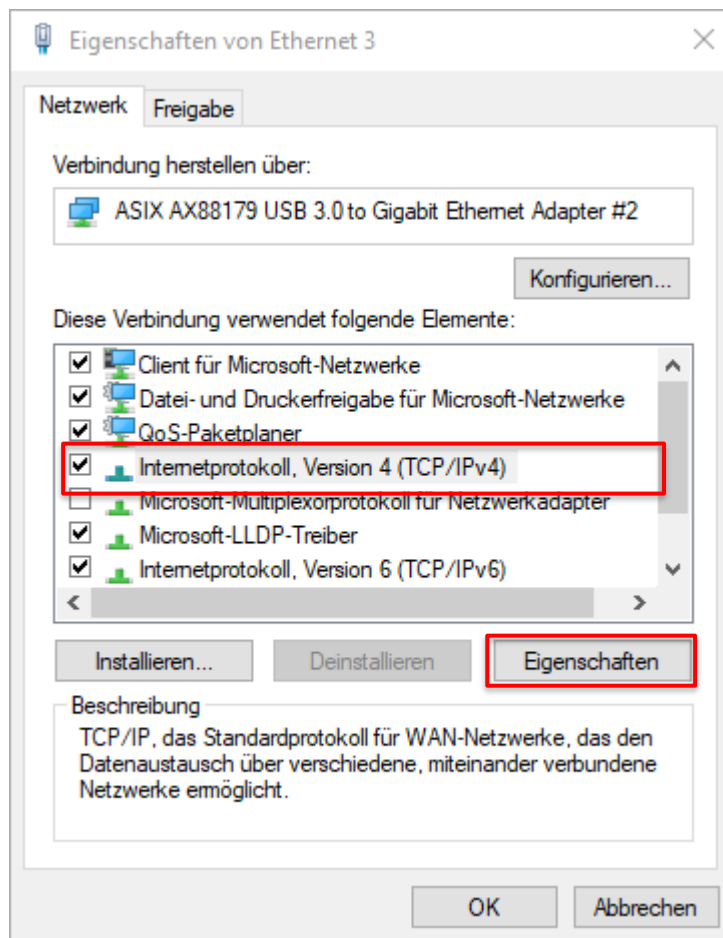 Eigenschaften von Ethernet 3
Netzwerk
Freigabe
Verbindung herstellen über:
ASIX AX88179 USB 3.0 to Gigabit Ethernet Adapter #2
Konfigurieren...
Diese Verbindung verwendet folgende Elemente:
Client für Microsoft-Netzwerke
Datei- und Druckerfreigabe für Microsoft-Netzwerke
QoS-Paketplaner
Internetprotokoll, Version 4 (TCP/IPv4)
Microsoft-Multiplexorprotokoll für Netzwerkadapter
Microsoft-LLDP-Treiber
Internetprotokoll, Version 6 (TCP/IPv6)
Installieren...
Deinstallieren
Eigenschaften
Beschreibung
TCP/IP, das Standardprotokoll für WAN-Netzwerke, das den
Datenaustausch über verschiedene, miteinander verbundene
Netzwerke ermöglicht.
OK
Abbrechen